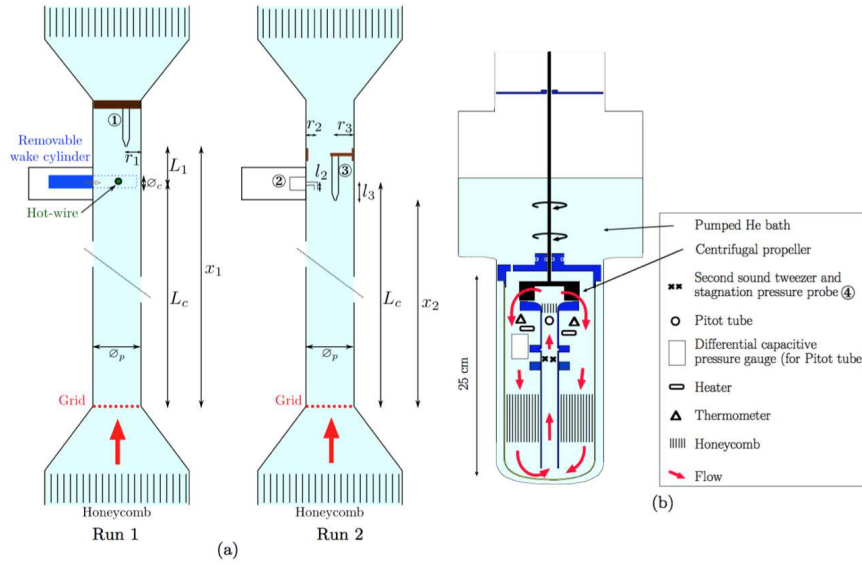 (a)
①
r₁
L₁
Removable
wake cylinder
⌀c
Hot-wire
x₁
Lc
⌀p
Grid
Honeycomb
Run 1
r₂
r₃
②
l₂
③
l₃
Lc
x₂
⌀p
Grid
Honeycomb
Run 2
(a)
(b)
25 cm
Pumped He bath
Centrifugal propeller
Second sound tweezer and
stagnation pressure probe ④
Pitot tube
Differential capacitive
pressure gauge (for Pitot tube
Heater
Thermometer
Honeycomb
Flow
(b)